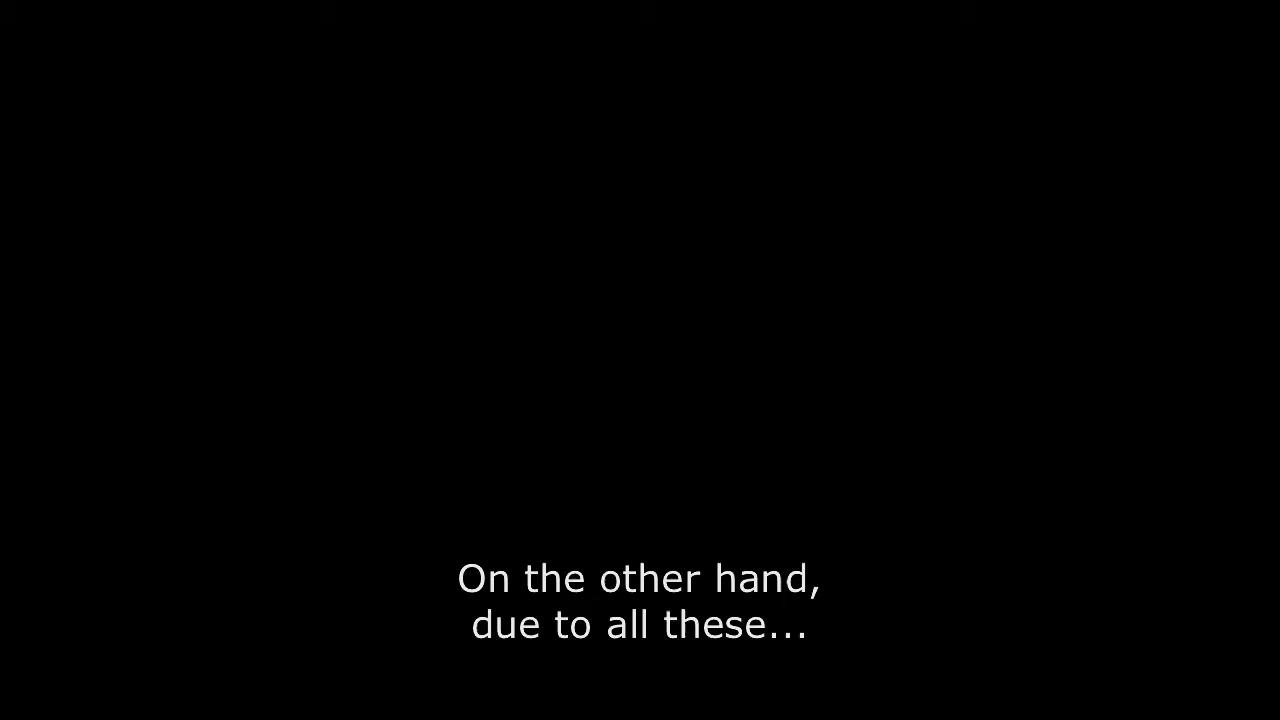 On the other hand,
due to all these...